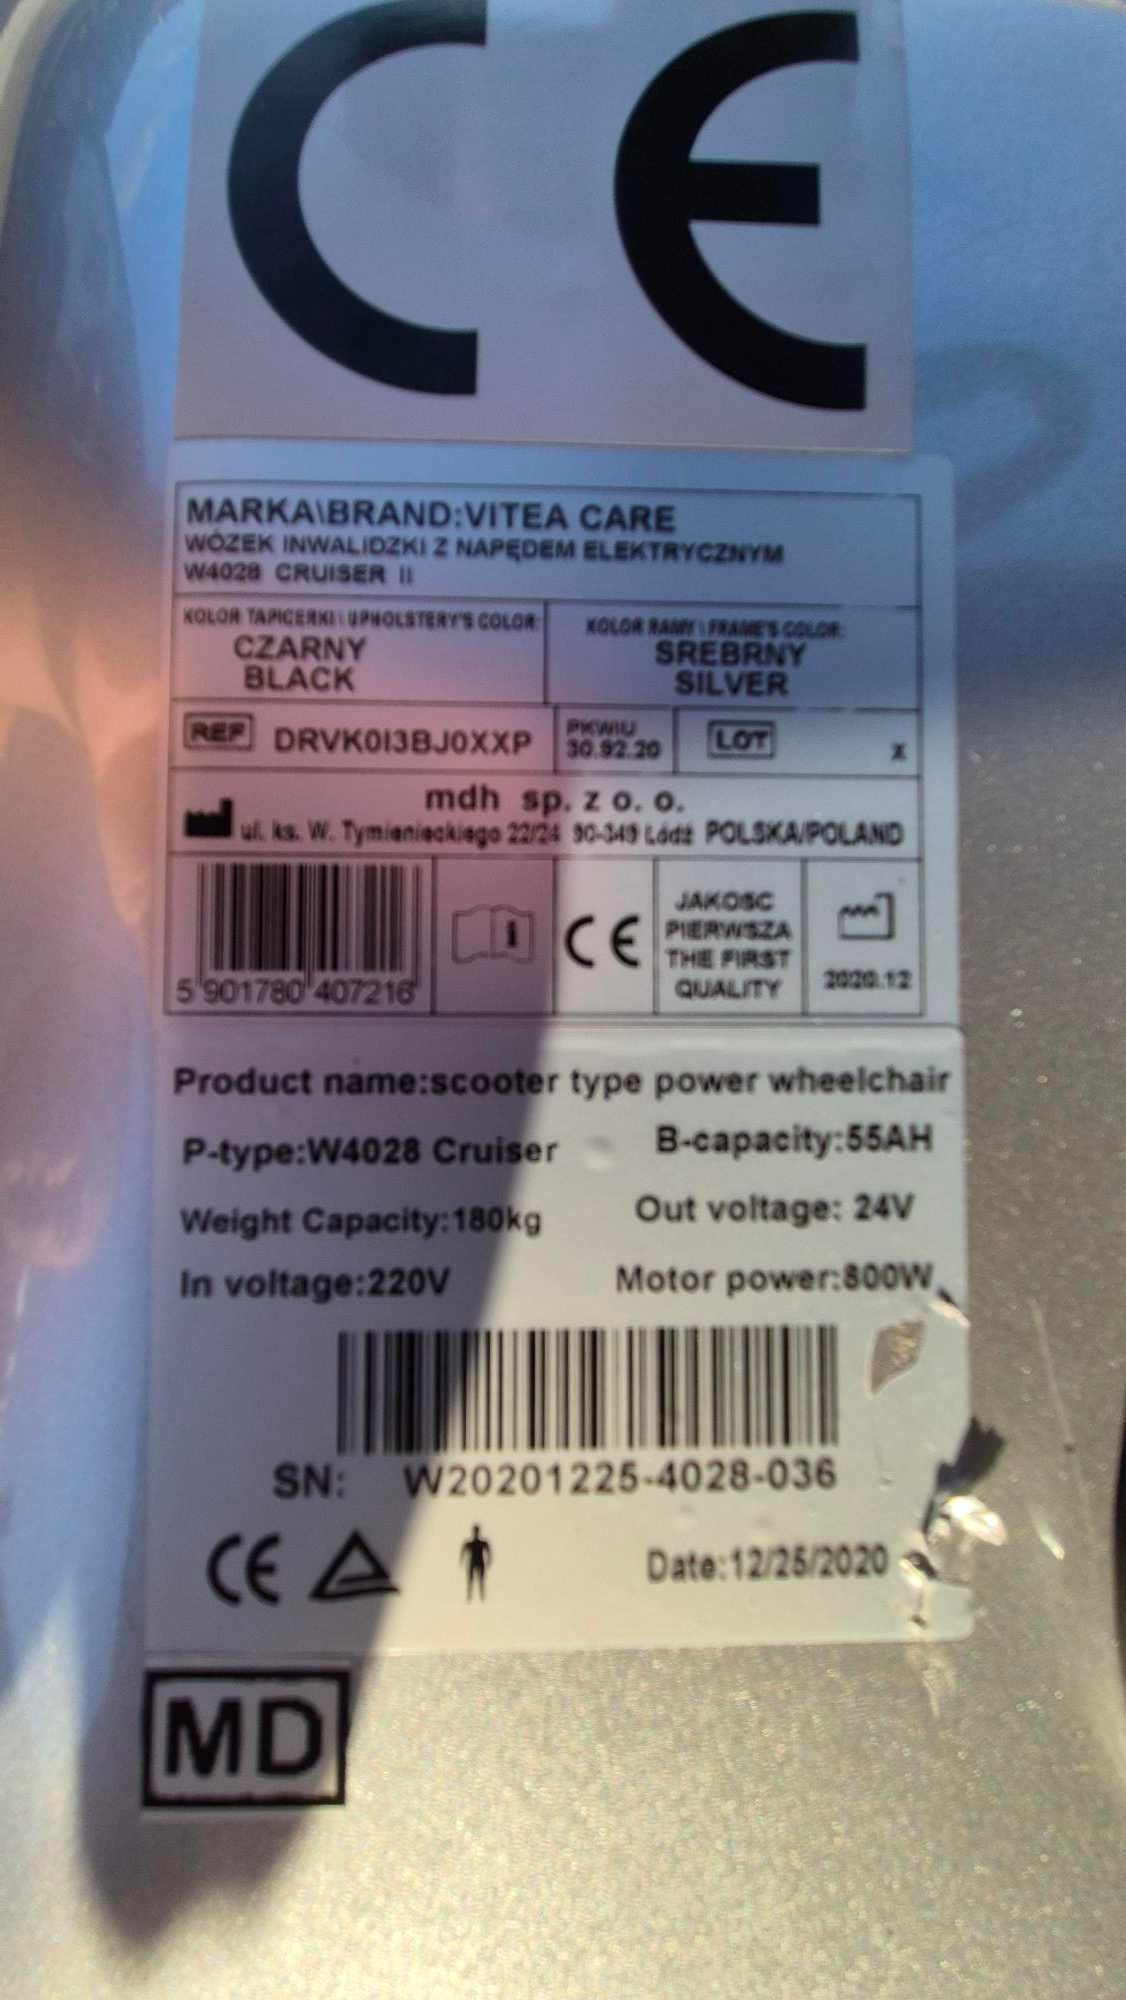 CE
MARKA\BRAND:VITEA CARE
WÓZEK INWALIDZKI Z NAPĘDEM ELEKTRYCZNYM
W4028 CRUISER II
KOLOR TAPICERKI \ UPHOLSTERY'S COLOR:
CZARNY
BLACK
KOLOR RAMY \ FRAME'S COLOR:
SREBRNY
SILVER
REF DRVK0I3BJ0XXP
PKWIU
30.92.20
LOT x
mdh sp. z o. o.
ul. ks. W. Tymienieckiego 22/24 90-349 Łódź POLSKA/POLAND
5 901780 407216
i
CE
JAKOSC
PIERWSZA
THE FIRST
QUALITY
2020.12
Product name:scooter type power wheelchair
P-type:W4028 Cruiser B-capacity:55AH
Weight Capacity:180kg Out voltage: 24V
In voltage:220V Motor power:800W
SN: W20201225-4028-036
CE Date:12/25/2020
MD